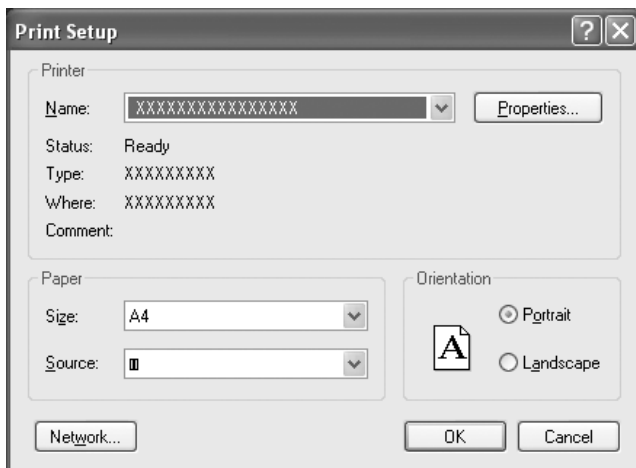 Print Setup
Printer
Name: XXXXXXXXXXXXXXXX Properties...
Status: Ready
Type: XXXXXXXXX
Where: XXXXXXXXX
Comment:
Paper
Size: A4
Source:
Orientation
A
Portrait
Landscape
Network... OK Cancel